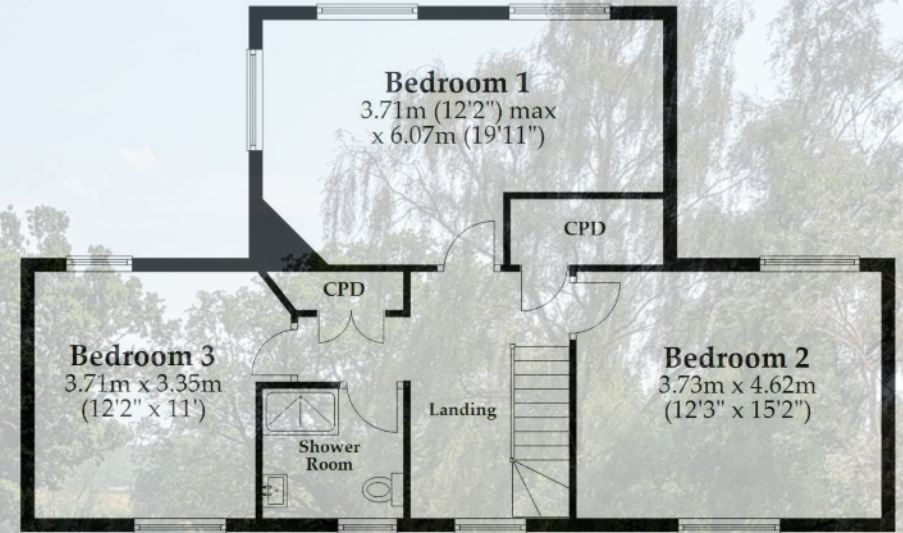 Bedroom 1
3.71m (12'2") max
x 6.07m (19'11")
CPD
CPD
Bedroom 3
3.71m x 3.35m
(12'2" x 11')
Bedroom 2
3.73m x 4.62m
(12'3" x 15'2")
Landing
Shower
Room